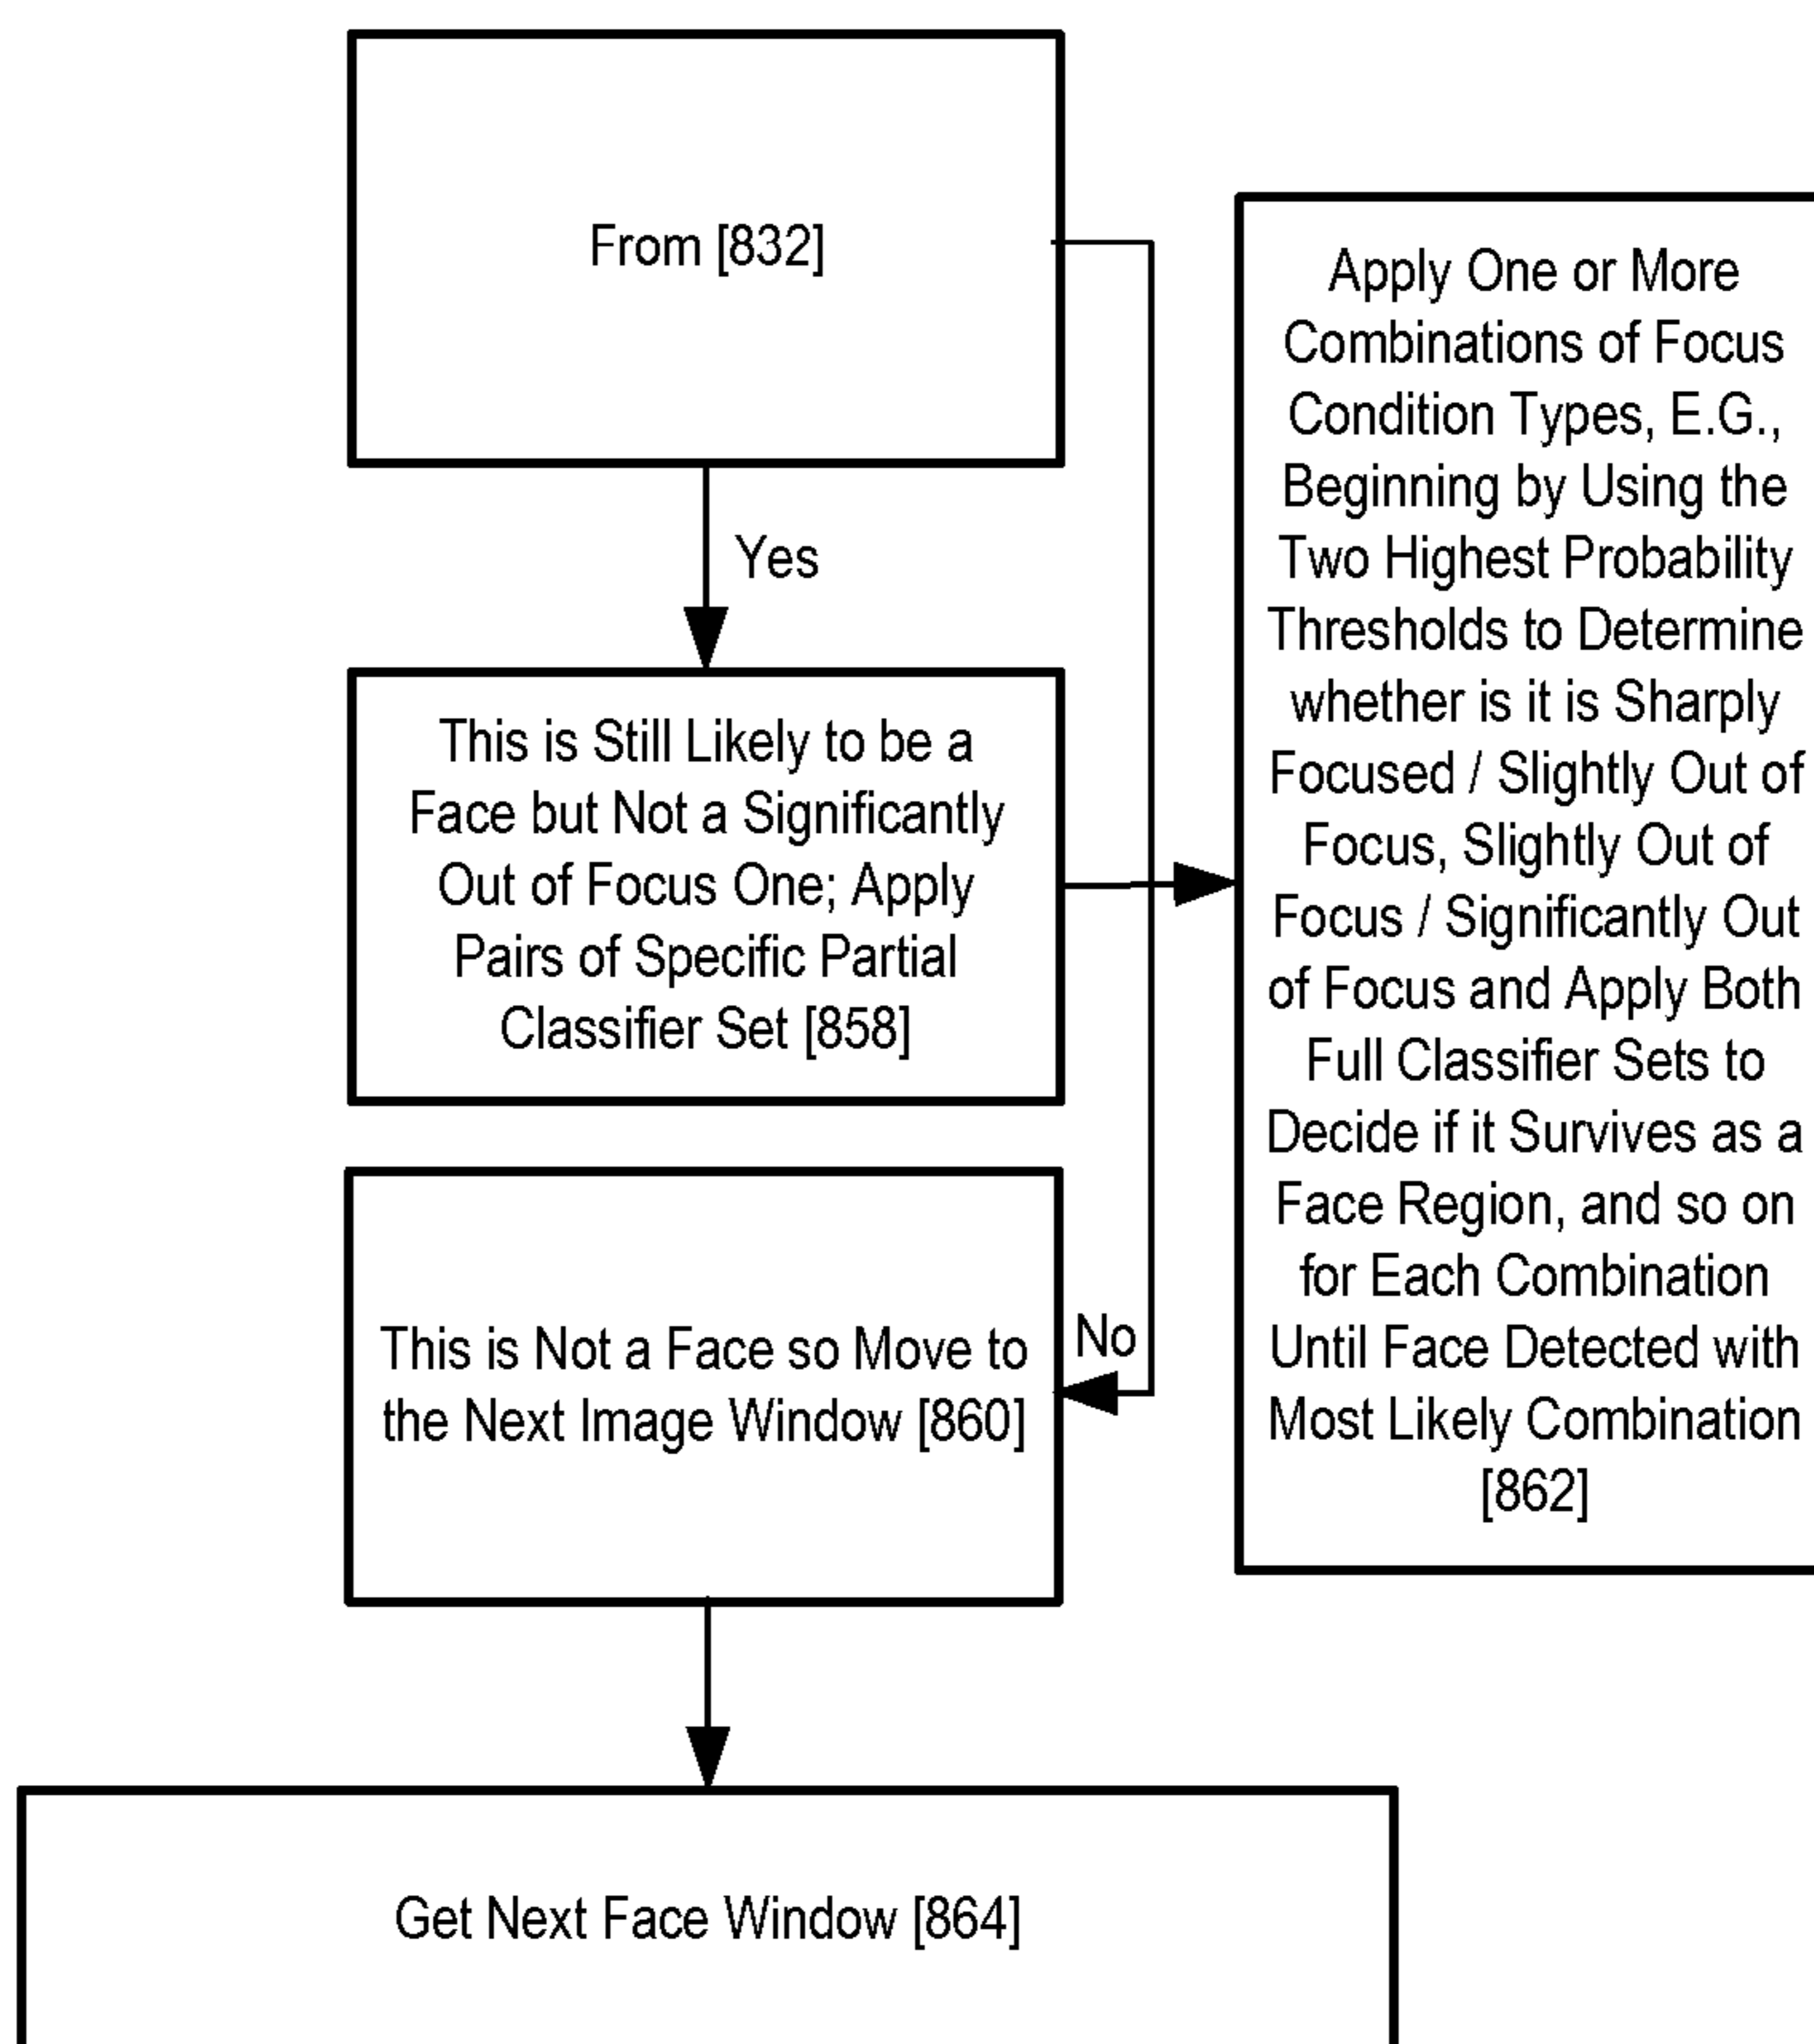 From [832]
Yes
This is Still Likely to be a
Face but Not a Significantly
Out of Focus One; Apply
Pairs of Specific Partial
Classifier Set [858]
No
This is Not a Face so Move to
the Next Image Window [860]
Apply One or More
Combinations of Focus
Condition Types, E.G.,
Beginning by Using the
Two Highest Probability
Thresholds to Determine
whether is it is Sharply
Focused / Slightly Out of
Focus, Slightly Out of
Focus / Significantly Out
of Focus and Apply Both
Full Classifier Sets to
Decide if it Survives as a
Face Region, and so on
for Each Combination
Until Face Detected with
Most Likely Combination
[862]
Get Next Face Window [864]